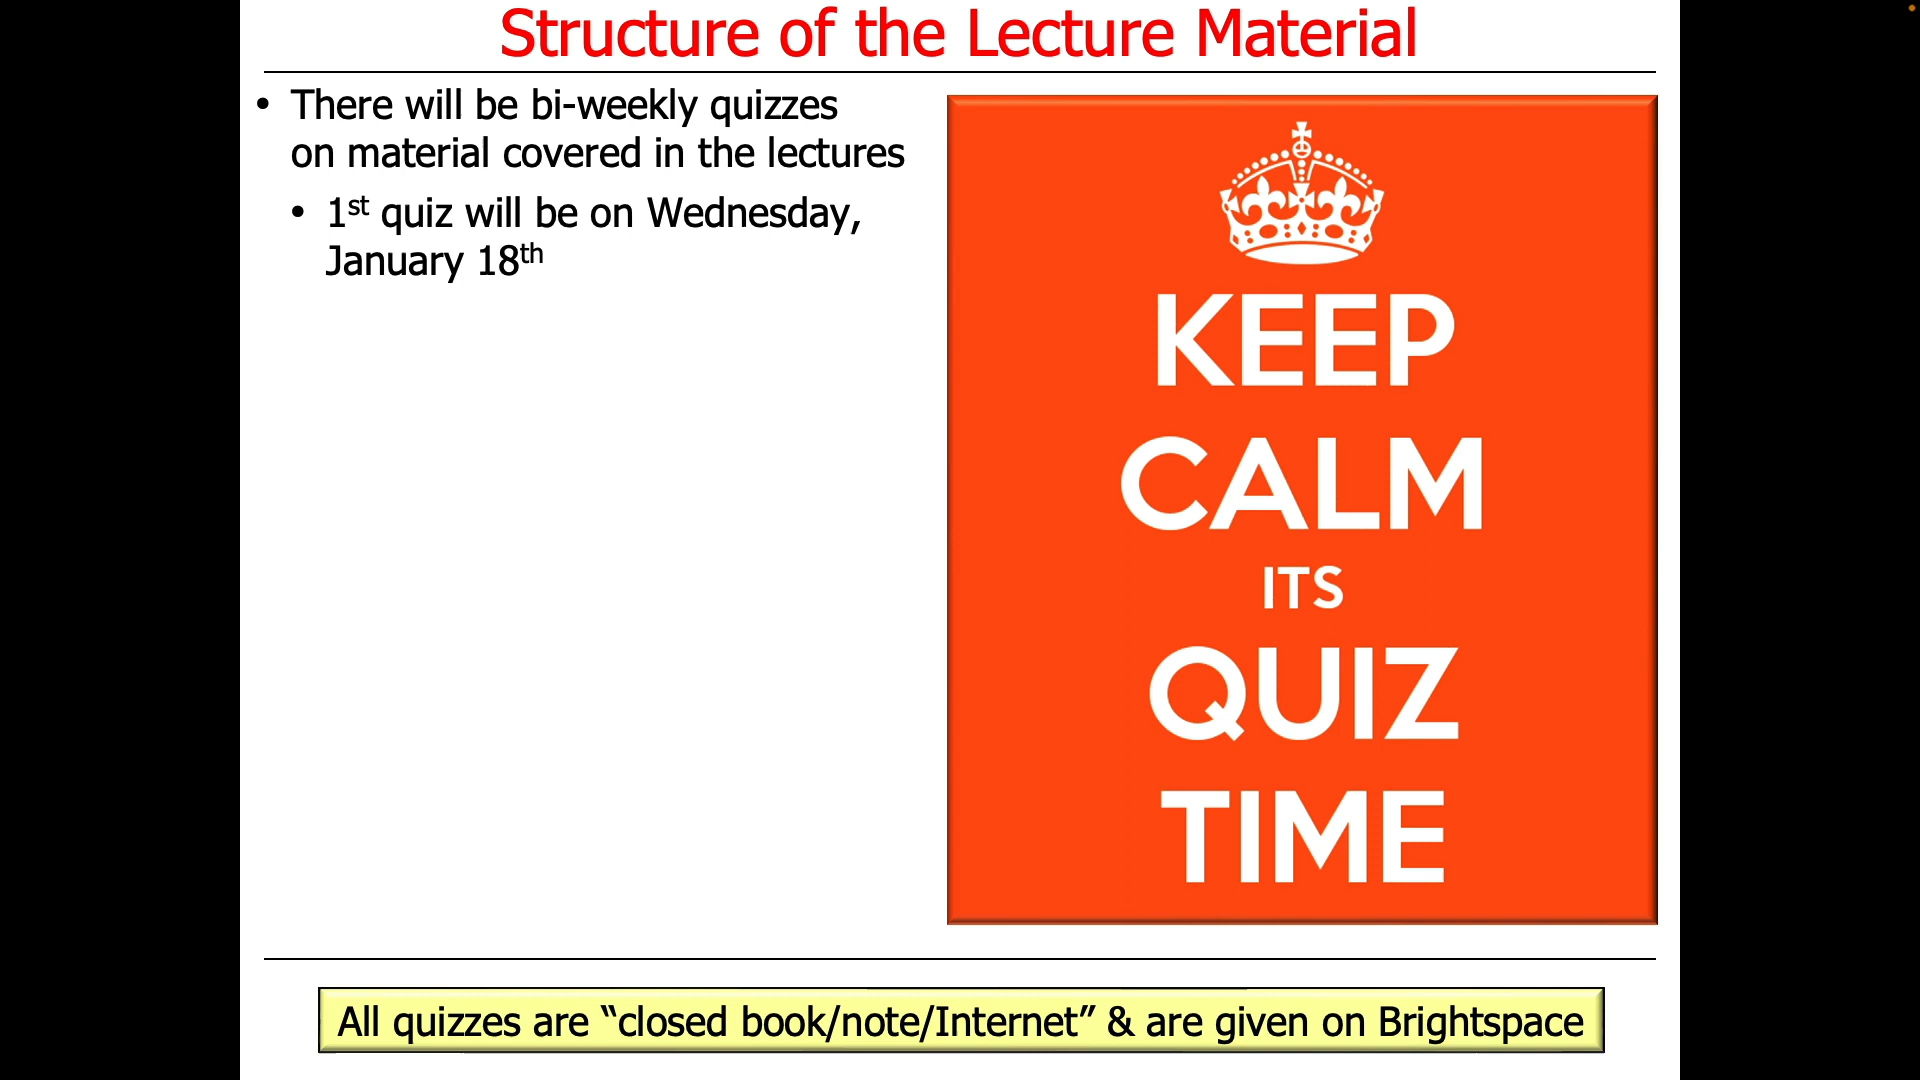 Structure of the Lecture Material
• There will be bi-weekly quizzes
on material covered in the lectures
• 1st quiz will be on Wednesday,
January 18th
KEEP
CALM
ITS
QUIZ
TIME
All quizzes are “closed book/note/Internet” & are given on Brightspace